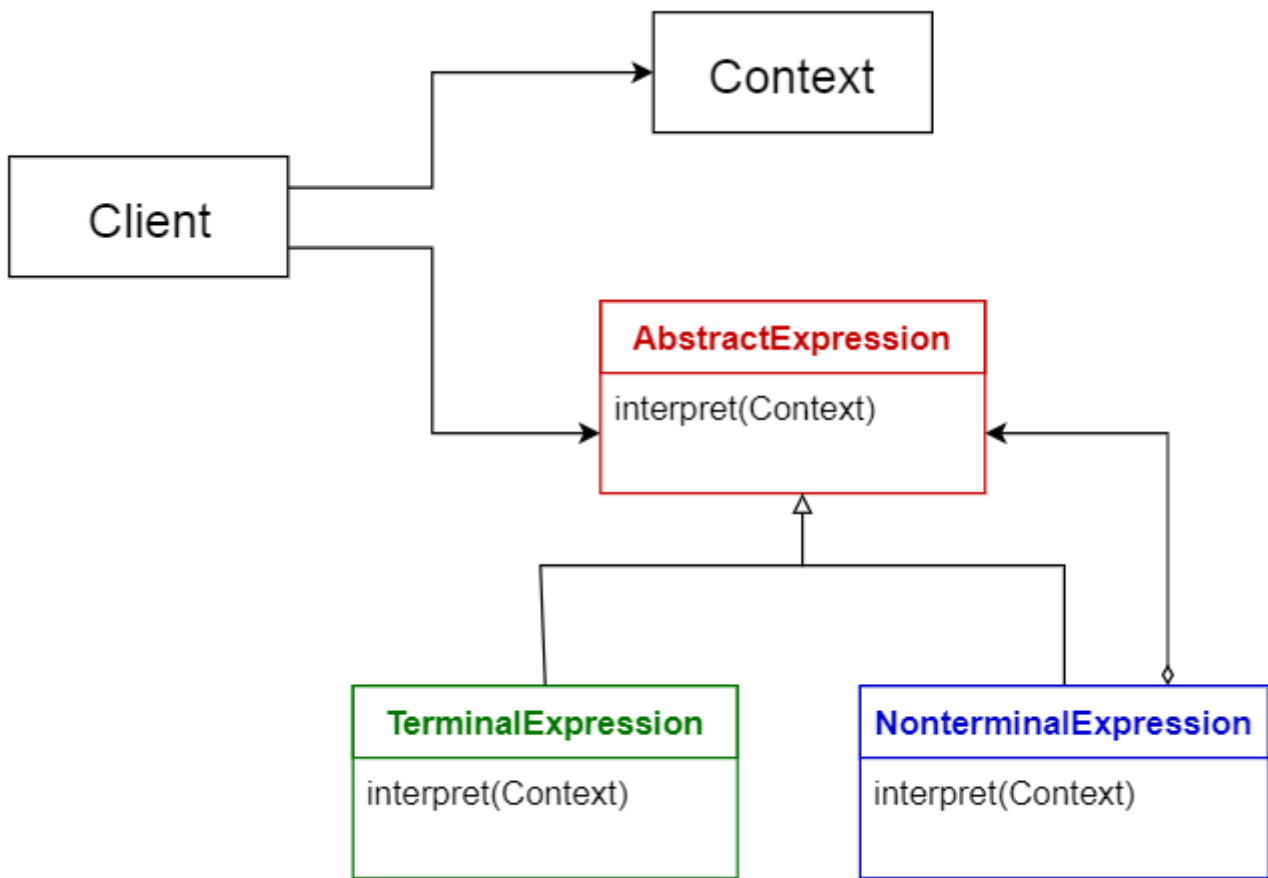 Context
Client
AbstractExpression
interpret(Context)
TerminalExpression
interpret(Context)
NonterminalExpression
interpret(Context)